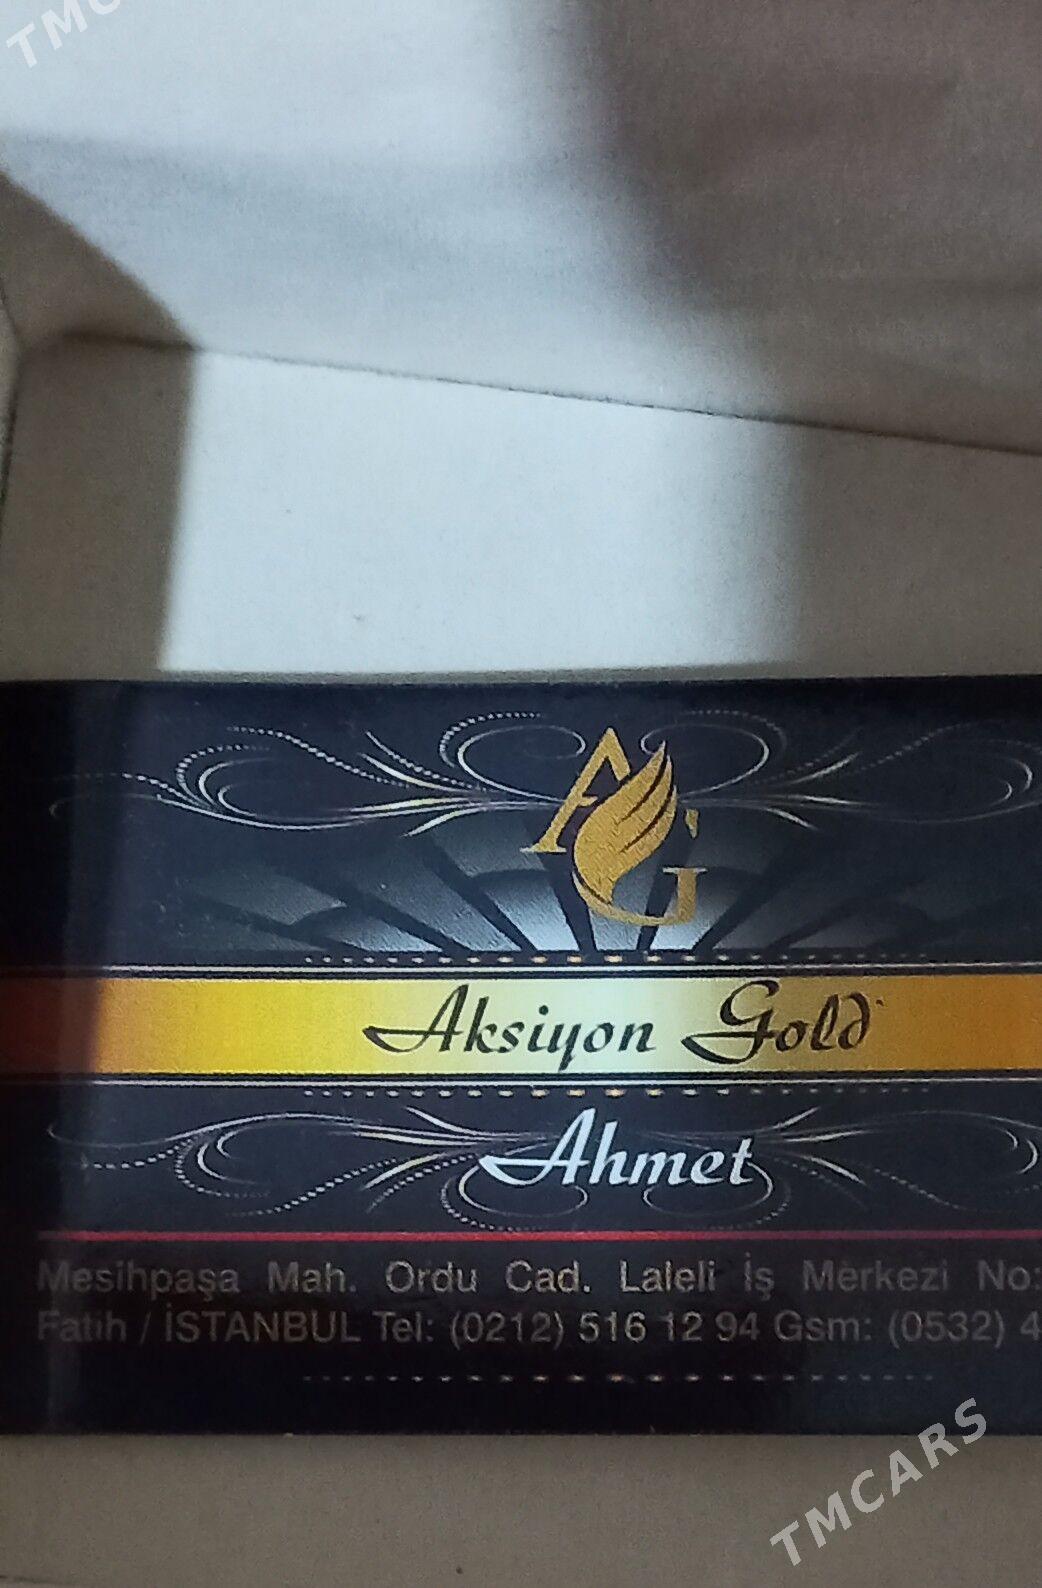 TMC
AG
Aksiyon Gold
Ahmet
Mesihpaşa Mah. Ordu Cad. Laleli İş Merkezi No:
Fatih / İSTANBUL Tel: (0212) 516 12 94 Gsm: (0532) 4
TMCARS